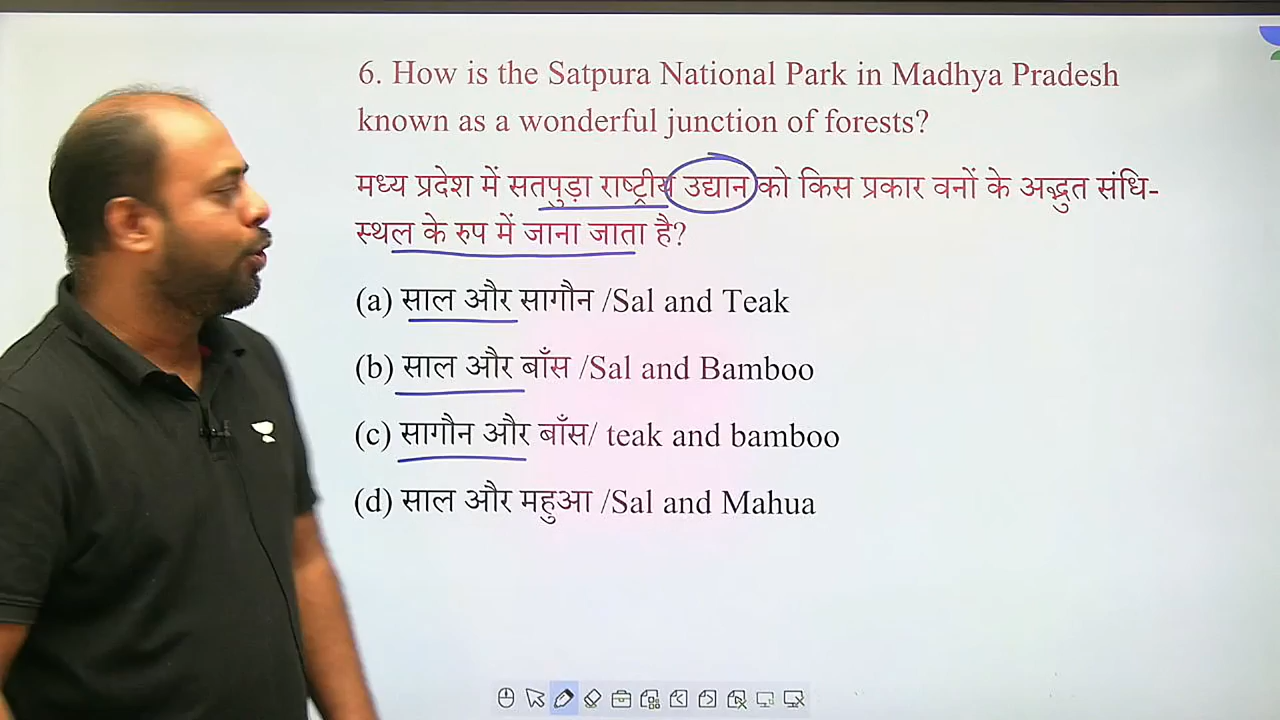 6. How is the Satpura National Park in Madhya Pradesh
known as a wonderful junction of forests?
मध्य प्रदेश में सतपुड़ा राष्ट्रीय उद्यान को किस प्रकार वनों के अद्भुत संधि-
स्थल के रुप में जाना जाता है?
(a) साल और सागौन /Sal and Teak
(b) साल और बाँस /Sal and Bamboo
(c) सागौन और बाँस/ teak and bamboo
(d) साल और महुआ /Sal and Mahua